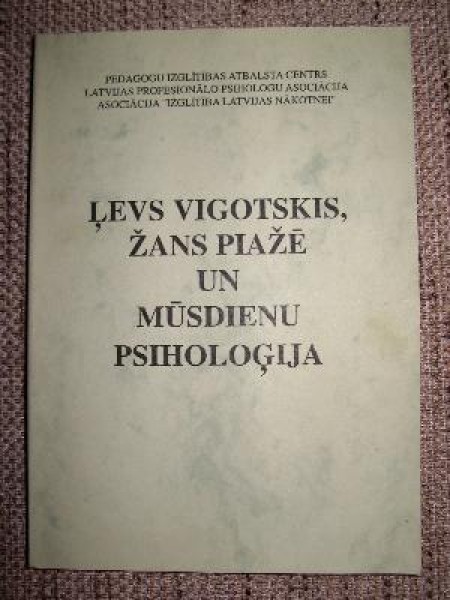 PEDAGOGU IZGLĪTĪBAS ATBALSTA CENTRS
LATVIJAS PROFESIONĀLO PSIHOLOGU ASOCIĀCIJA
ASOCIĀCIJA "IZGLĪTĪBA LATVIJAS NĀKOTNEI"
ĻEVS VIGOTSKIS,
ŽANS PIAŽĒ
UN
MŪSDIENU
PSIHOLOĢIJA